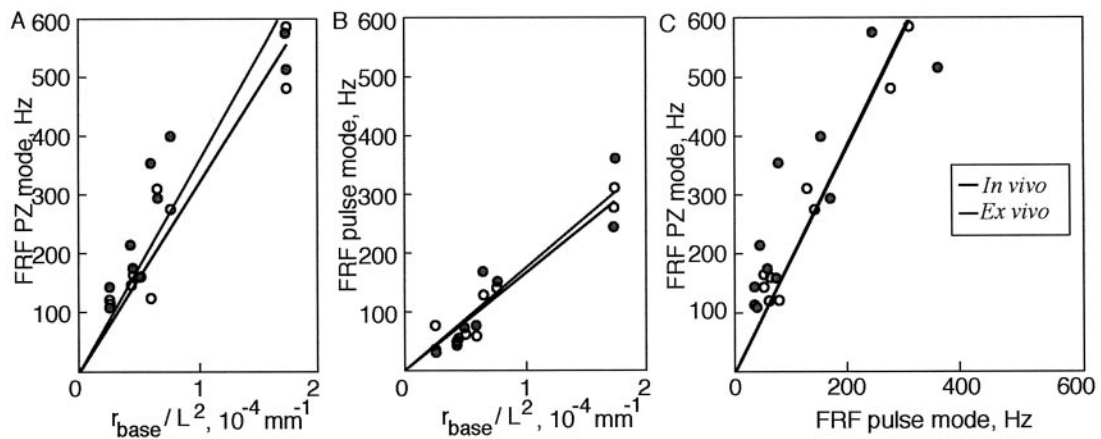 A
FRF PZ mode, Hz
600
500
400
300
200
100
0
1
2
r_base / L², 10⁻⁴ mm⁻¹
B
FRF pulse mode, Hz
600
500
400
300
200
100
0
1
2
r_base / L², 10⁻⁴ mm⁻¹
C
FRF PZ mode, Hz
600
500
400
300
200
100
0
200
400
600
FRF pulse mode, Hz
In vivo
Ex vivo